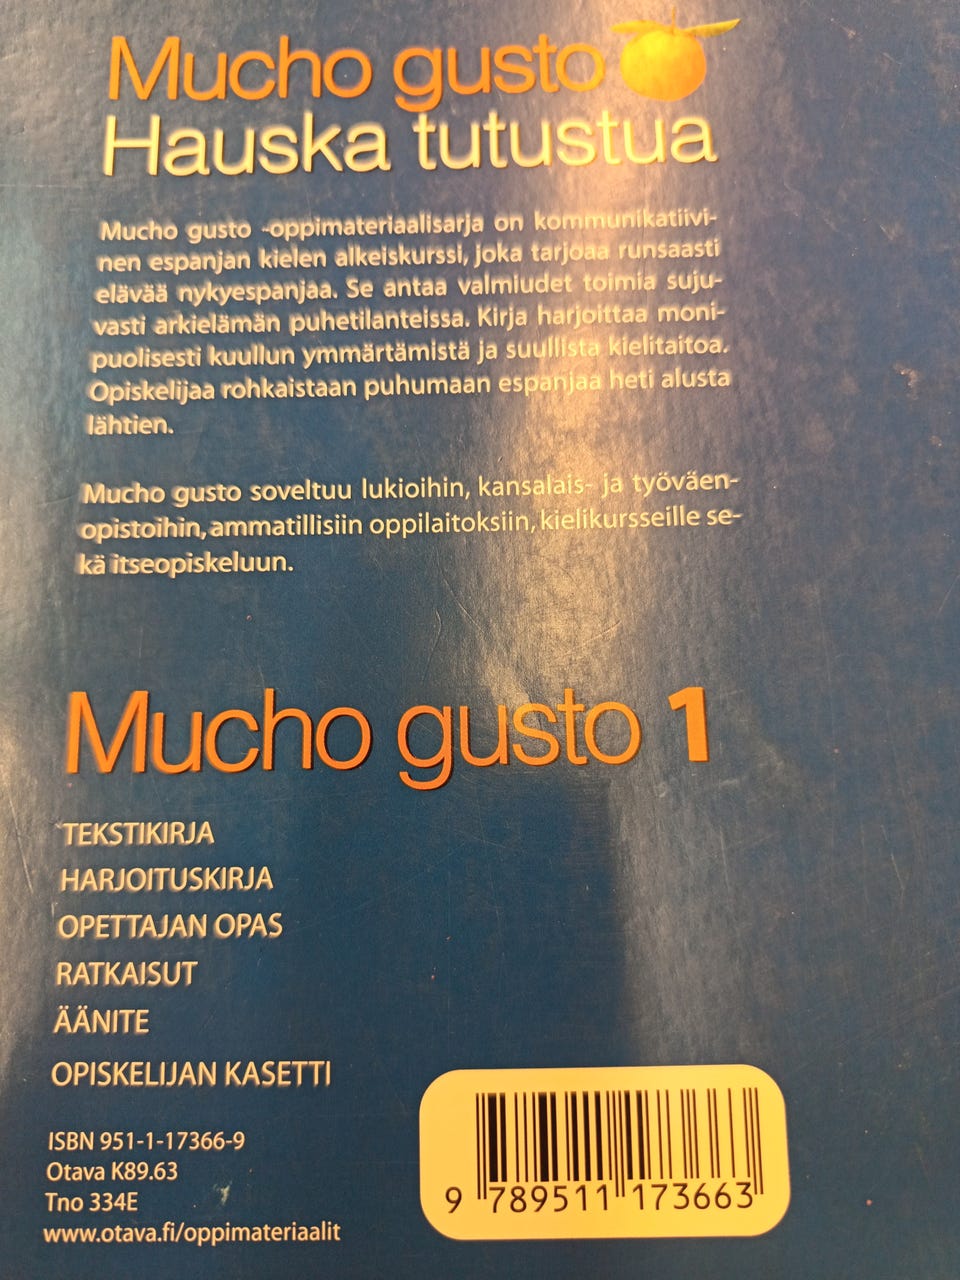 Mucho gusto
Hauska tutustua
Mucho gusto -oppimateriaalisarja on kommunikatiivi-
nen espanjan kielen alkeiskurssi, joka tarjoaa runsaasti
elävää nykyespanjaa. Se antaa valmiudet toimia suju-
vasti arkielämän puhetilanteissa. Kirja harjoittaa moni-
puolisesti kuullun ymmärtämistä ja suullista kielitaitoa.
Opiskelijaa rohkaistaan puhumaan espanjaa heti alusta
lähtien.
Mucho gusto soveltuu lukioihin, kansalais- ja työväen-
opistoihin, ammatillisiin oppilaitoksiin, kielikursseille se-
kä itseopiskeluun.
Mucho gusto 1
TEKSTIKIRJA
HARJOITUSKIRJA
OPETTAJAN OPAS
RATKAISUT
ÄÄNITE
OPISKELIJAN KASETTI
ISBN 951-1-17366-9
Otava K89.63
Tno 334E
www.otava.fi/oppimateriaalit
9 789511 173663